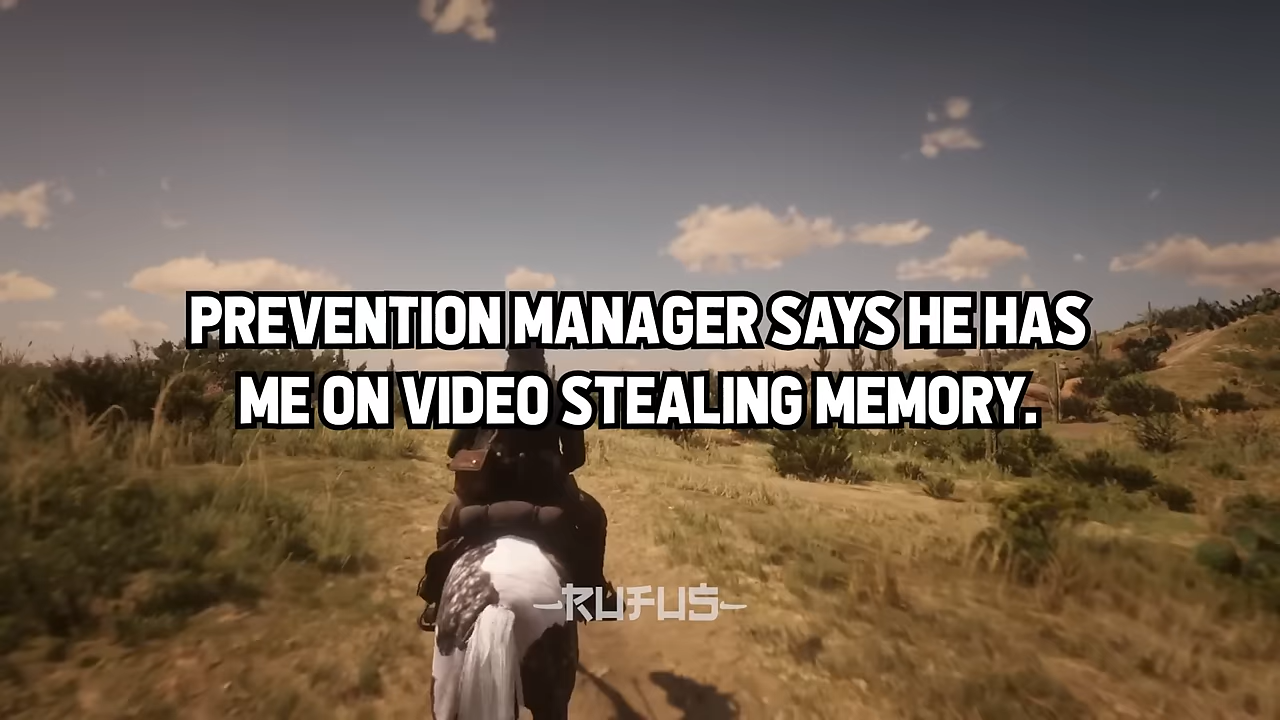 PREVENTION MANAGER SAYS HE HAS
ME ON VIDEO STEALING MEMORY.
RUFUS